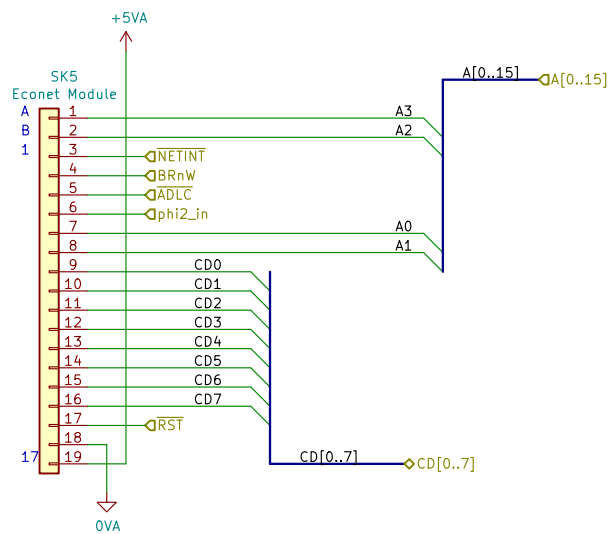 +5VA
SK5
Econet Module
A[0..15]
A[0..15]
A 1 A3
B 2 A2
1 3 NETINT
4 BRnW
5 ADLC
6 phi2_in
7 A0
8 A1
9 CD0
10 CD1
11 CD2
12 CD3
13 CD4
14 CD5
15 CD6
16 CD7
17 RST
18
17 19 CD[0..7] CD[0..7]
0VA